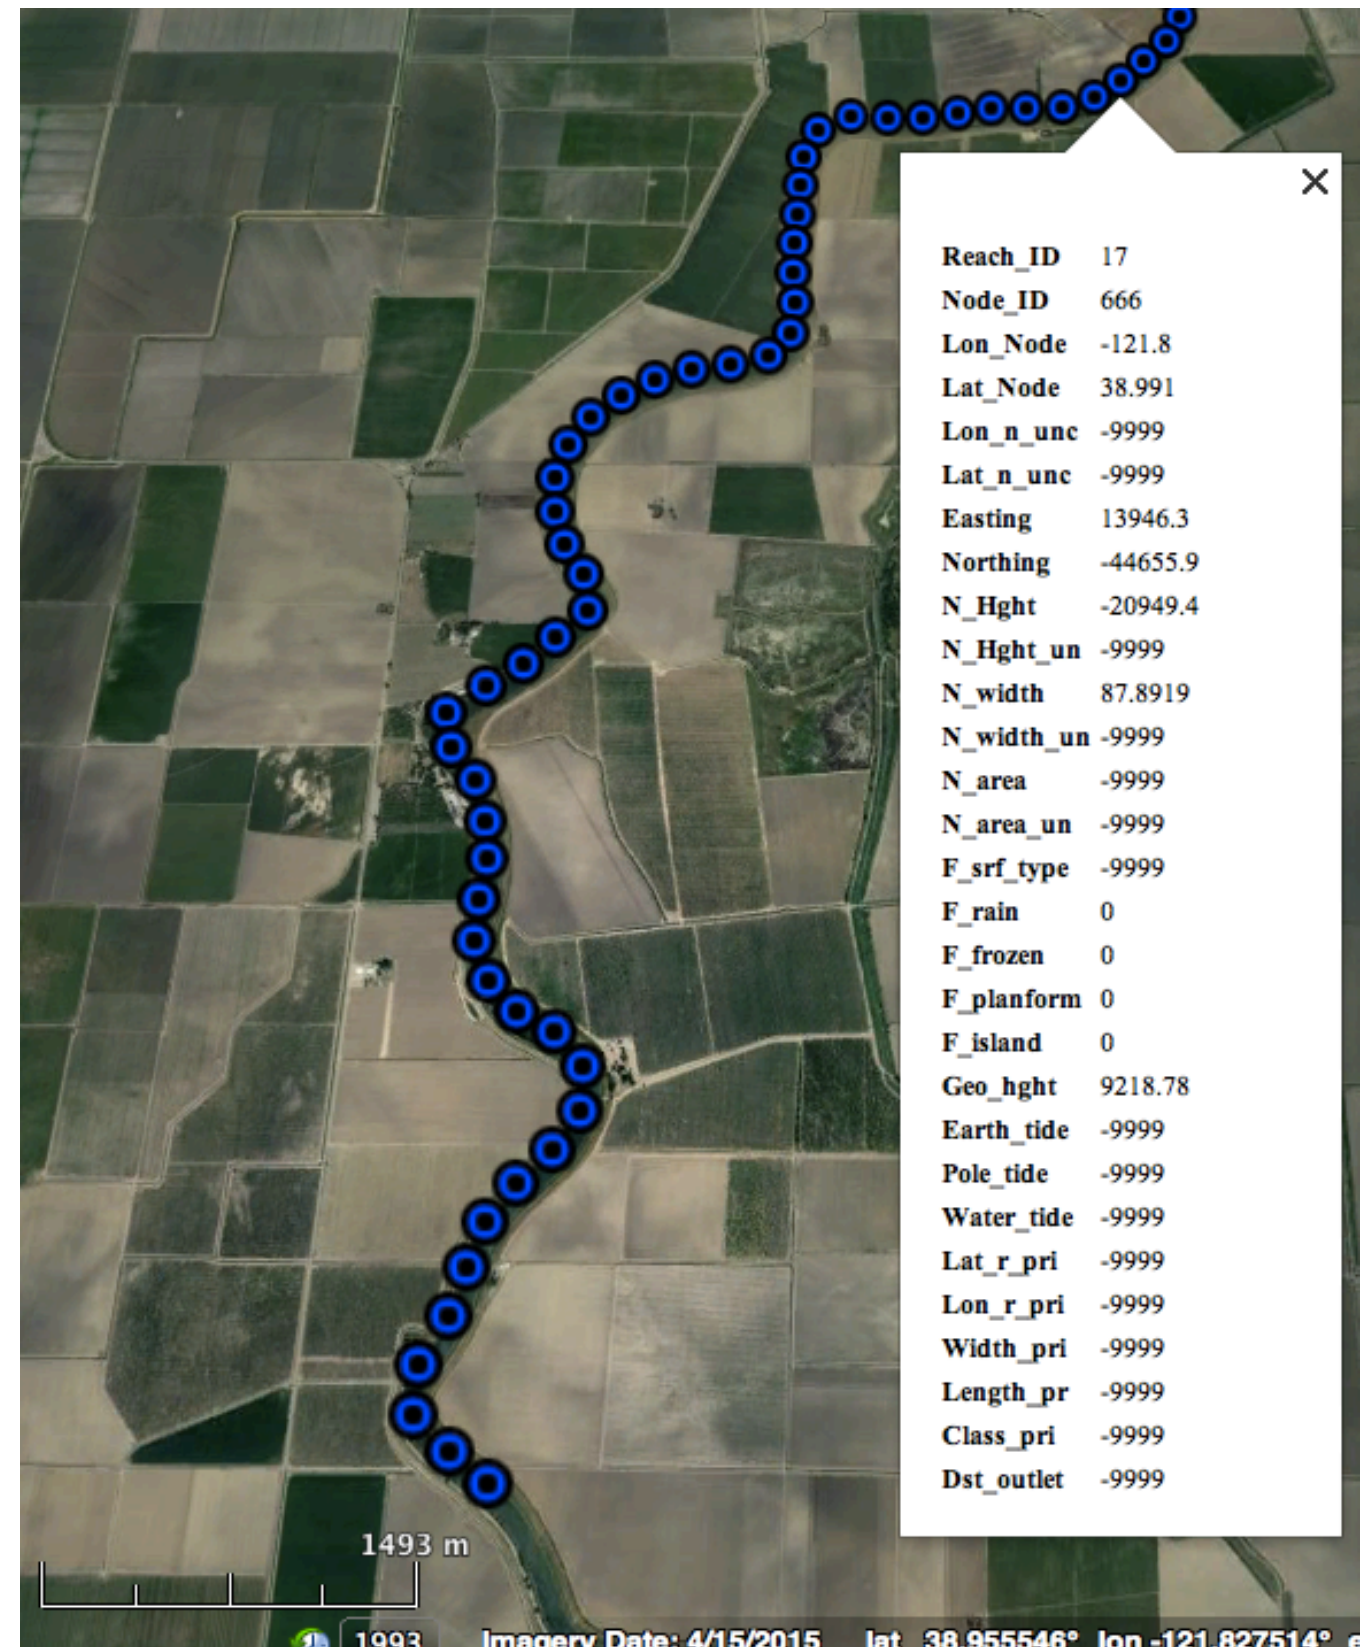 Reach_ID 17
Node_ID 666
Lon_Node -121.8
Lat_Node 38.991
Lon_n_unc -9999
Lat_n_unc -9999
Easting 13946.3
Northing -44655.9
N_Hght -20949.4
N_Hght_un -9999
N_width 87.8919
N_width_un -9999
N_area -9999
N_area_un -9999
F_srf_type -9999
F_rain 0
F_frozen 0
F_planform 0
F_island 0
Geo_hght 9218.78
Earth_tide -9999
Pole_tide -9999
Water_tide -9999
Lat_r_pri -9999
Lon_r_pri -9999
Width_pri -9999
Length_pr -9999
Class_pri -9999
Dst_outlet -9999
1493 m
1993 Imagery Date: 4/15/2015 lat 38.955546° lon -121.827514°